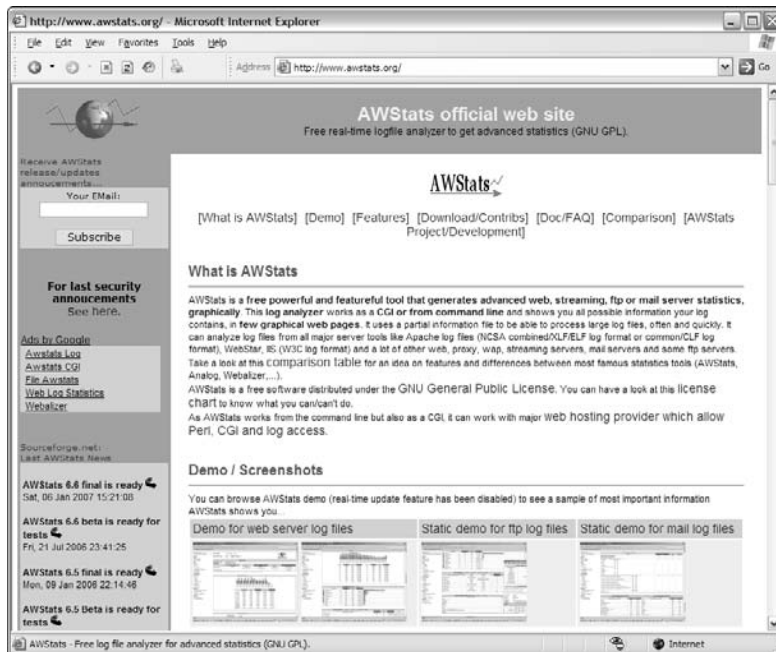 http://www.awstats.org/ - Microsoft Internet Explorer
File Edit View Favorites Tools Help
Address http://www.awstats.org/ Go
AWStats official web site
Free real-time logfile analyzer to get advanced statistics (GNU GPL).
Receive AWStats
release/updates
annoucements...
Your EMail:
Subscribe
For last security
annoucements
See here.
Ads by Google
Awstats Log
Awstats CGI
File Awstats
Web Log Statistics
Webalizer
Sourceforge.net:
Last AWStats News
AWStats 6.6 final is ready
Sat, 06 Jan 2007 15:21:08
AWStats 6.6 beta is ready for
tests
Fri, 21 Jul 2006 23:41:25
AWStats 6.5 final is ready
Mon, 09 Jan 2006 22:14:46
AWStats 6.5 Beta is ready for
tests
AWStats
[What is AWStats] [Demo] [Features] [Download/Contribs] [Doc/FAQ] [Comparison] [AWStats
Project/Development]
What is AWStats
AWStats is a free powerful and featureful tool that generates advanced web, streaming, ftp or mail server statistics,
graphically. This log analyzer works as a CGI or from command line and shows you all possible information your log
contains, in few graphical web pages. It uses a partial information file to be able to process large log files, often and quickly. It
can analyze log files from all major server tools like Apache log files (NCSA combined/XLF/ELF log format or common/CLF log
format), WebStar, IIS (W3C log format) and a lot of other web, proxy, wap, streaming servers, mail servers and some ftp servers.
Take a look at this comparison table for an idea on features and differences between most famous statistics tools (AWStats,
Analog, Webalizer,...).
AWStats is a free software distributed under the GNU General Public License. You can have a look at this license
chart to know what you can/can't do.
As AWStats works from the command line but also as a CGI, it can work with major web hosting provider which allow
Perl, CGI and log access.
Demo / Screenshots
You can browse AWStats demo (real-time update feature has been disabled) to see a sample of most important information
AWStats shows you...
Demo for web server log files Static demo for ftp log files Static demo for mail log files
AWStats - Free log file analyzer for advanced statistics (GNU GPL). Internet